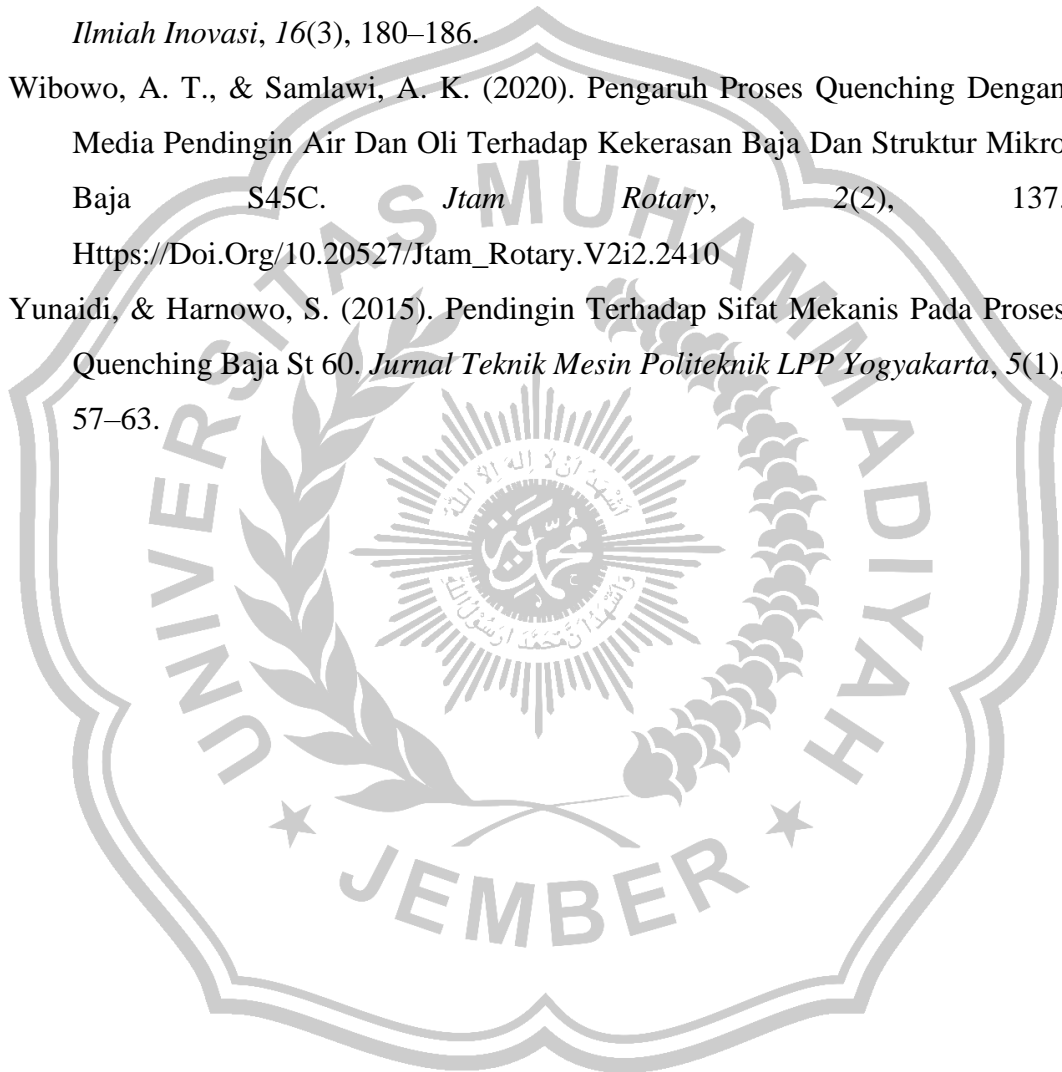 Ilmiah Inovasi, 16(3), 180–186.
Wibowo, A. T., & Samlawi, A. K. (2020). Pengaruh Proses Quenching Dengan
Media Pendingin Air Dan Oli Terhadap Kekerasan Baja Dan Struktur Mikro
Baja S45C. Jtam Rotary, 2(2), 137.
Https://Doi.Org/10.20527/Jtam_Rotary.V2i2.2410
Yunaidi, & Harnowo, S. (2015). Pendingin Terhadap Sifat Mekanis Pada Proses
Quenching Baja St 60. Jurnal Teknik Mesin Politeknik LPP Yogyakarta, 5(1),
57–63.
UNIVERSITAS MUHAMMADIYAH
JEMBER